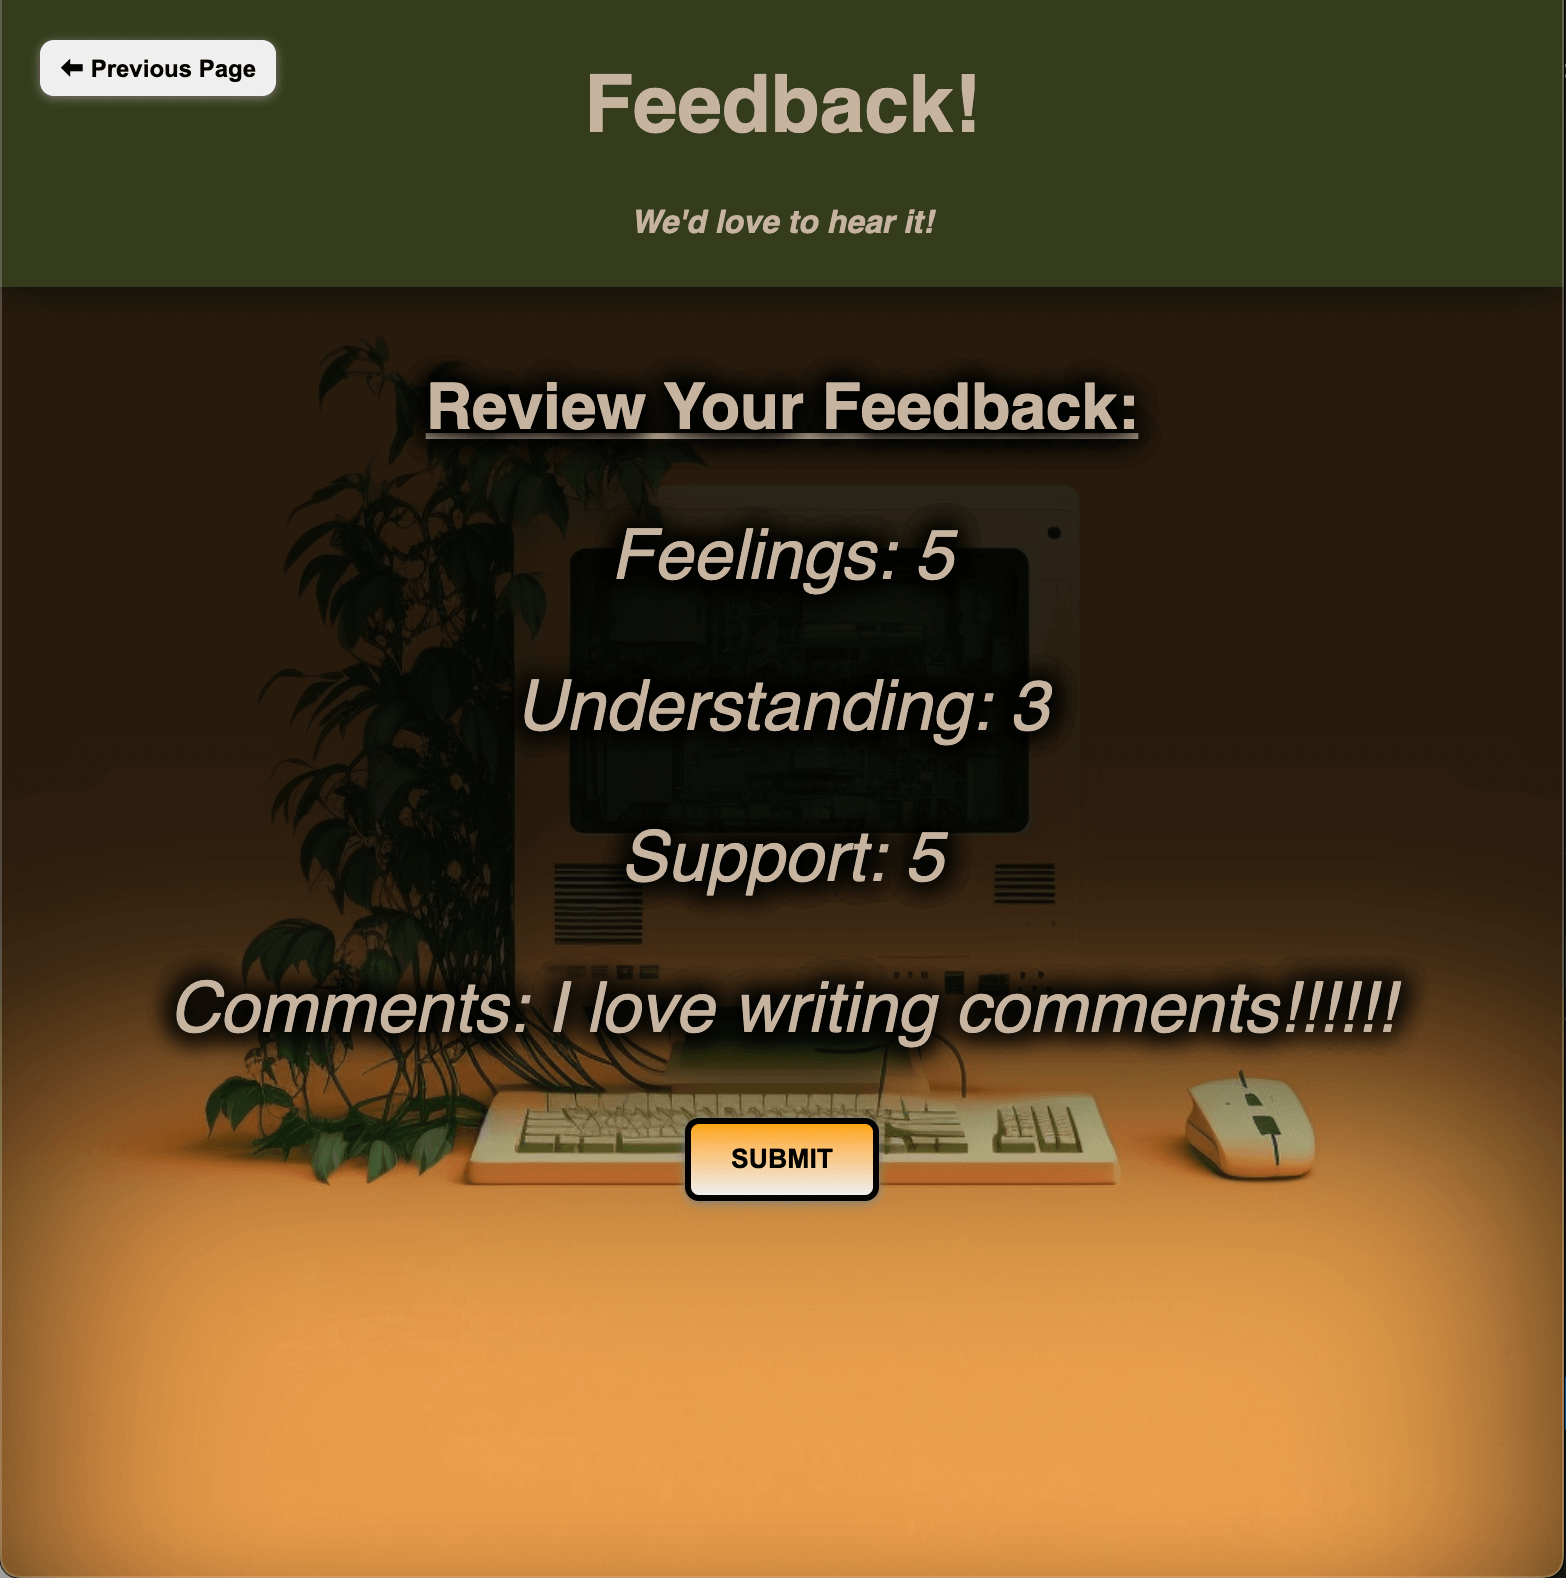 ⬅ Previous Page
Feedback!
We'd love to hear it!
Review Your Feedback:
Feelings: 5
Understanding: 3
Support: 5
Comments: I love writing comments!!!!!!
SUBMIT